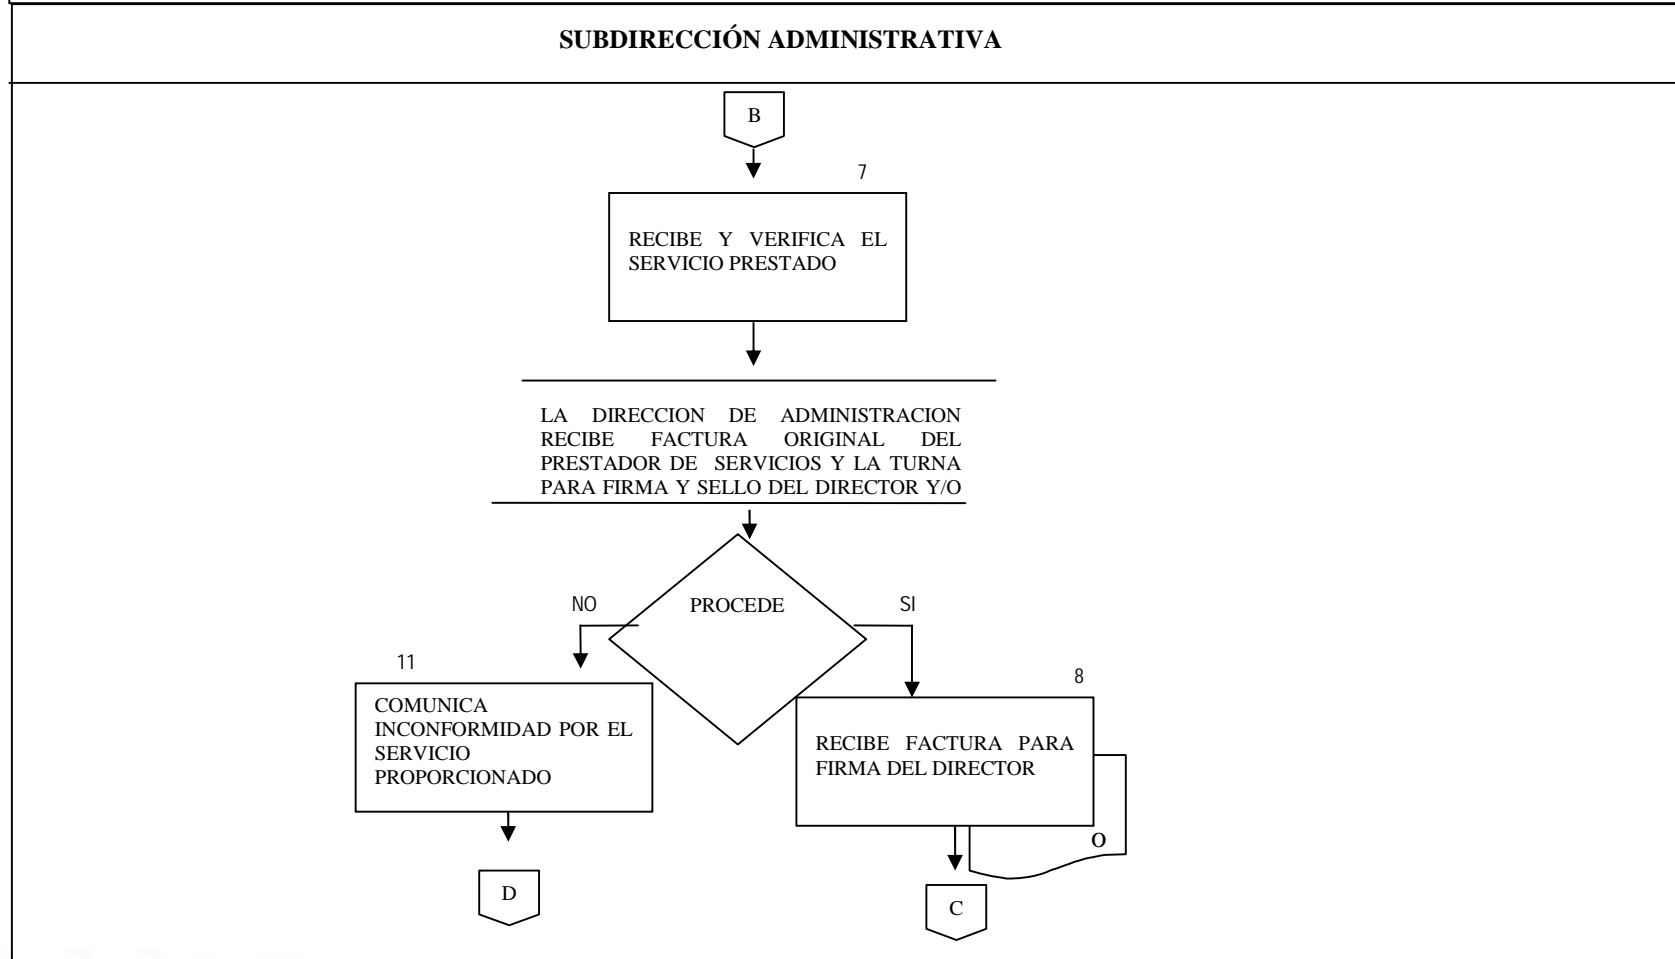 SUBDIRECCIÓN ADMINISTRATIVA
B
7
RECIBE Y VERIFICA EL
SERVICIO PRESTADO
LA DIRECCION DE ADMINISTRACION
RECIBE FACTURA ORIGINAL DEL
PRESTADOR DE SERVICIOS Y LA TURNA
PARA FIRMA Y SELLO DEL DIRECTOR Y/O
NO
PROCEDE
SI
11
COMUNICA
INCONFORMIDAD POR EL
SERVICIO
PROPORCIONADO
8
RECIBE FACTURA PARA
FIRMA DEL DIRECTOR
O
D
C